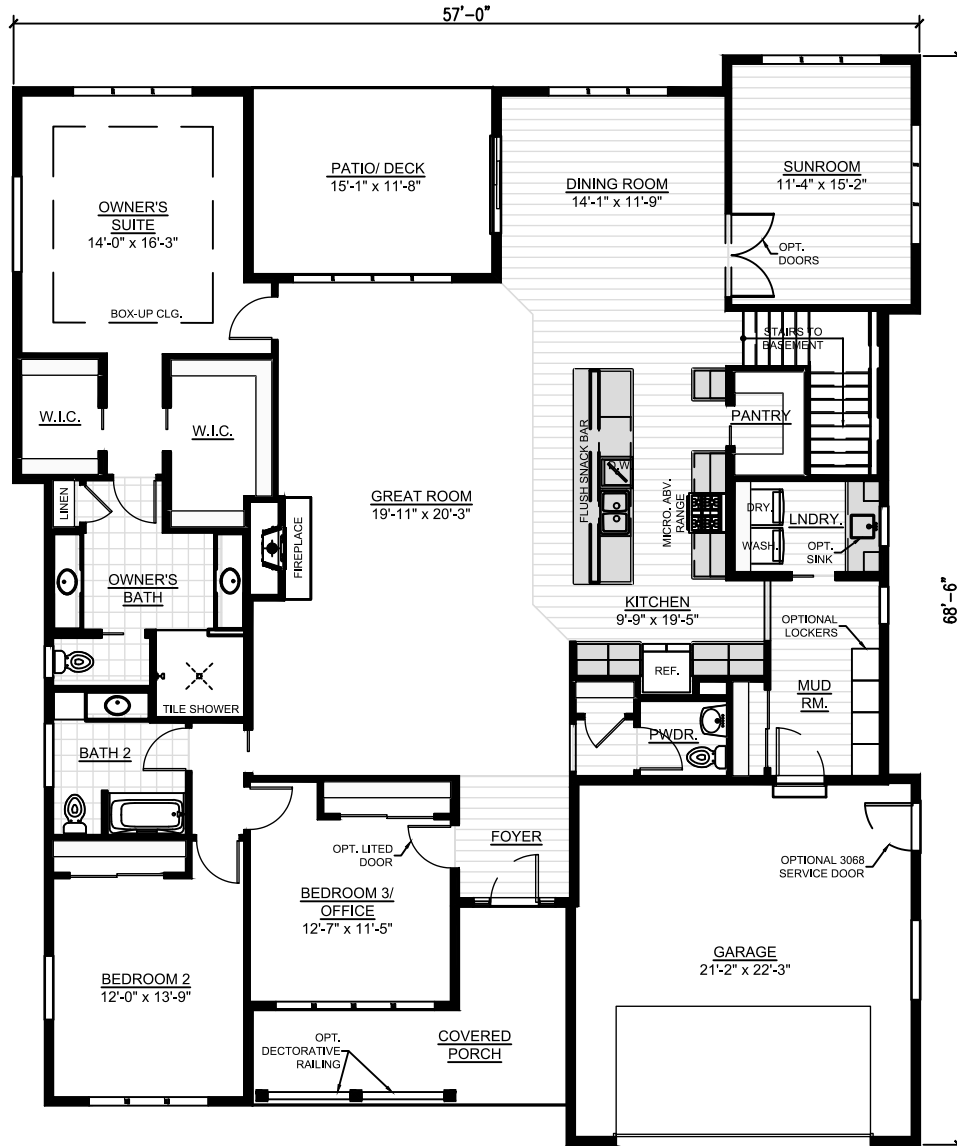 57'-0"
SUNROOM
11'-4" x 15'-2"
PATIO/ DECK
15'-1" x 11'-8"
DINING ROOM
14'-1" x 11'-9"
OWNER'S
SUITE
14'-0" x 16'-3"
OPT.
DOORS
BOX-UP CLG.
STAIRS TO
BASEMENT
W.I.C.
W.I.C.
PANTRY
FLUSH SNACK BAR
D.W.
GREAT ROOM
19'-11" x 20'-3"
MICRO. ABV.
RANGE
LINEN
DRY.
LNDRY.
WASH.
OPT.
SINK
FIREPLACE
OWNER'S
BATH
KITCHEN
9'-9" x 19'-5"
68'-6"
OPTIONAL
LOCKERS
REF.
MUD
RM.
TILE SHOWER
PWDR.
BATH 2
FOYER
OPT. LITED
DOOR
OPTIONAL 3068
SERVICE DOOR
BEDROOM 3/
OFFICE
12'-7" x 11'-5"
GARAGE
21'-2" x 22'-3"
BEDROOM 2
12'-0" x 13'-9"
OPT.
DECTORATIVE
RAILING
COVERED
PORCH